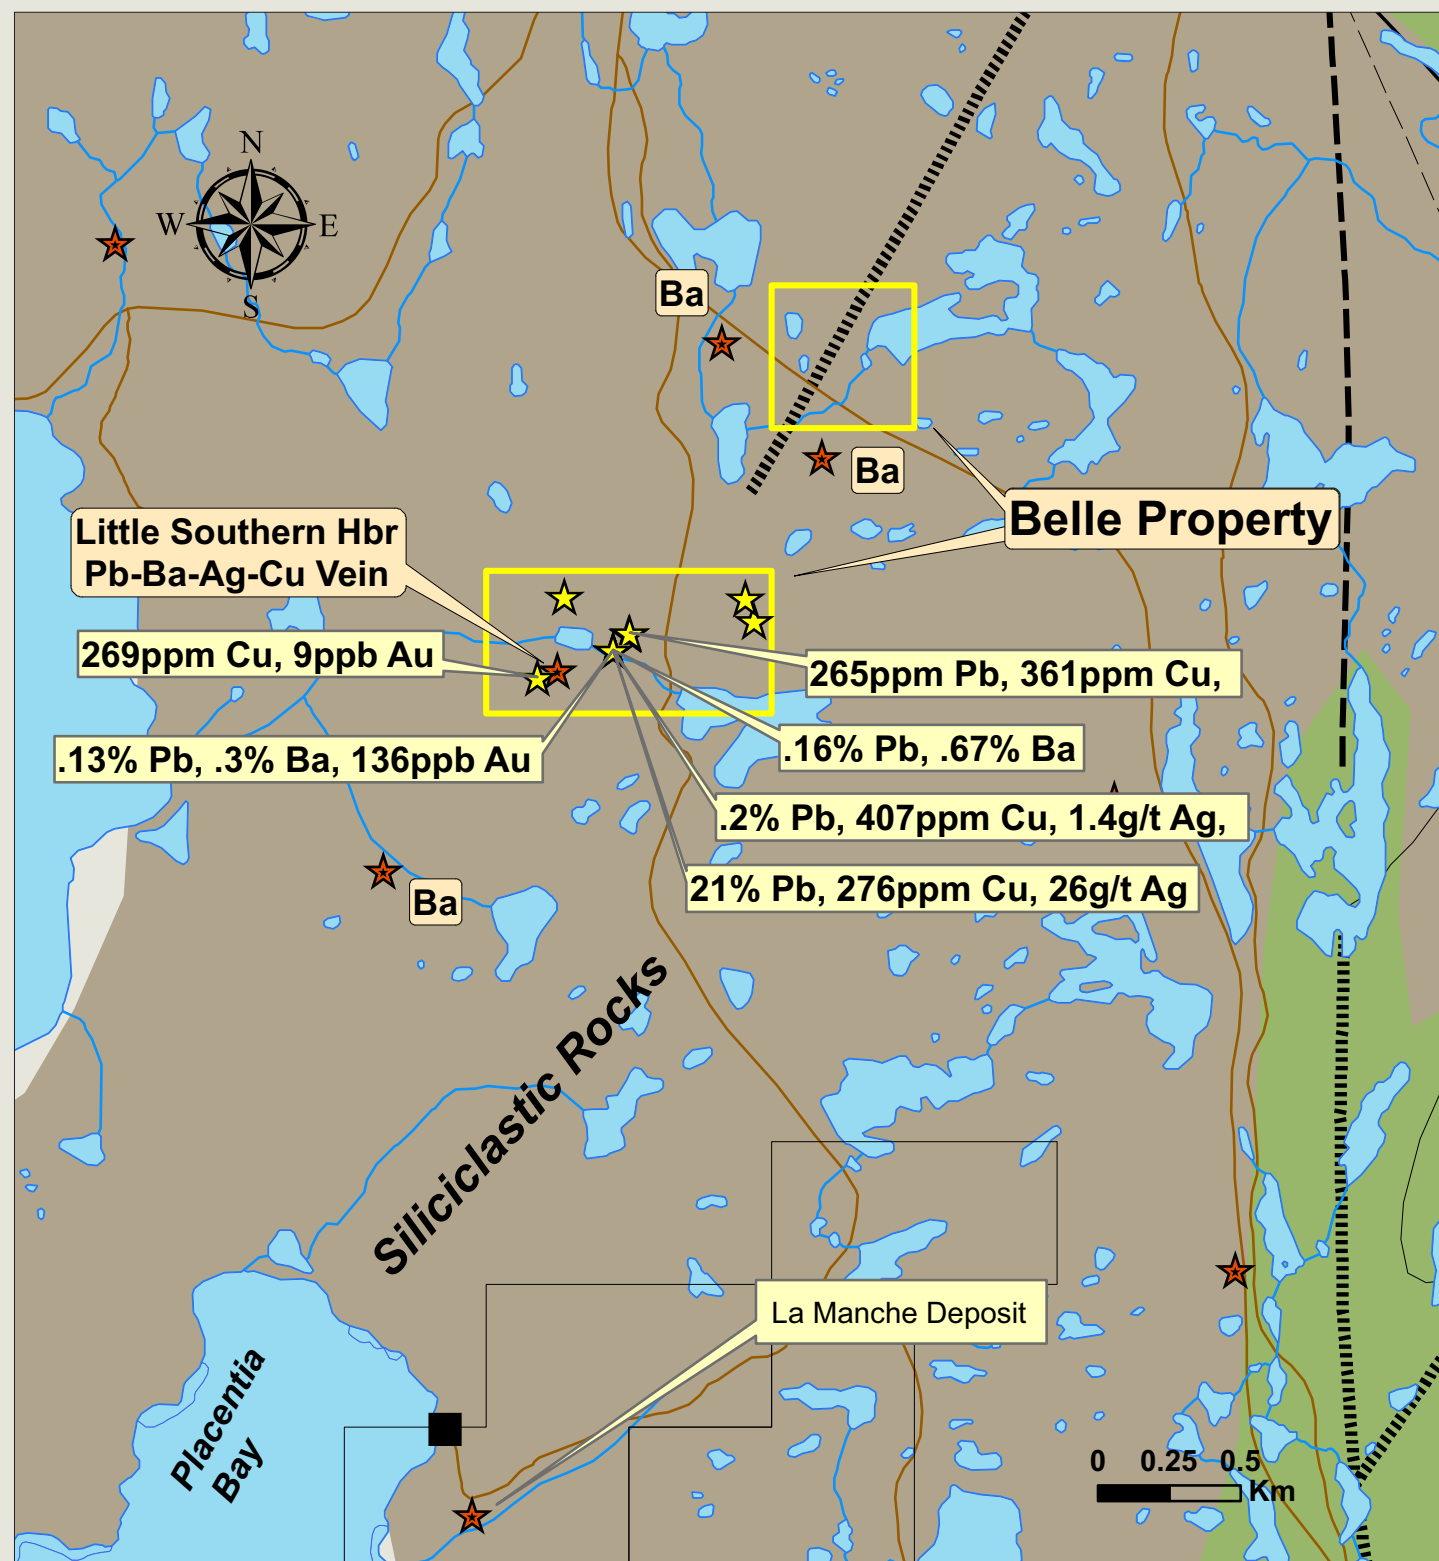 N
W
E
S
Ba
Ba
Belle Property
Little Southern Hbr
Pb-Ba-Ag-Cu Vein
269ppm Cu, 9ppb Au
265ppm Pb, 361ppm Cu,
.13% Pb, .3% Ba, 136ppb Au
.16% Pb, .67% Ba
.2% Pb, 407ppm Cu, 1.4g/t Ag,
21% Pb, 276ppm Cu, 26g/t Ag
Ba
Siliciclastic Rocks
La Manche Deposit
Placentia
Bay
0 0.25 0.5
Km